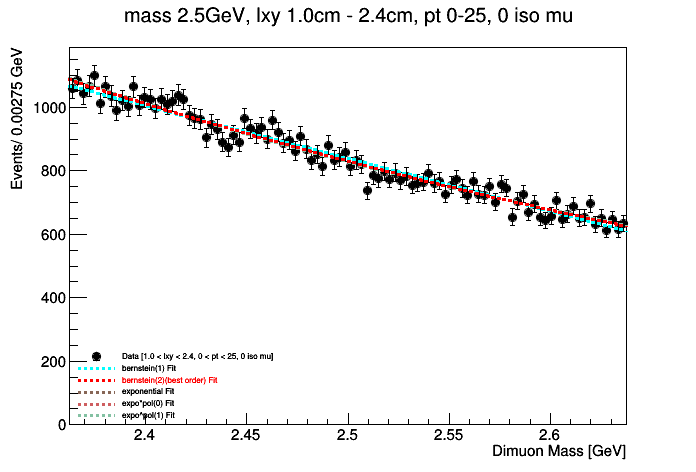 mass 2.5GeV, lxy 1.0cm - 2.4cm, pt 0-25, 0 iso mu
Events/ 0.00275 GeV
1000
800
600
400
200
0
Data [1.0 < lxy < 2.4, 0 < pt < 25, 0 iso mu]
bernstein(1) Fit
bernstein(2)(best order) Fit
exponential Fit
expo*pol(0) Fit
expo*pol(1) Fit
2.4 2.45 2.5 2.55 2.6
Dimuon Mass [GeV]